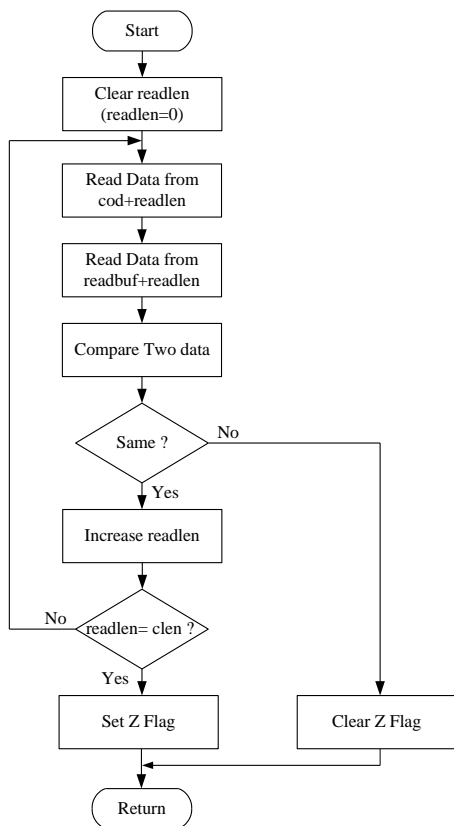 Start
Clear readlen
(readlen=0)
Read Data from
cod+readlen
Read Data from
readbuf+readlen
Compare Two data
Same ?
No
Yes
Increase readlen
No
readlen= clen ?
Yes
Set Z Flag
Clear Z Flag
Return